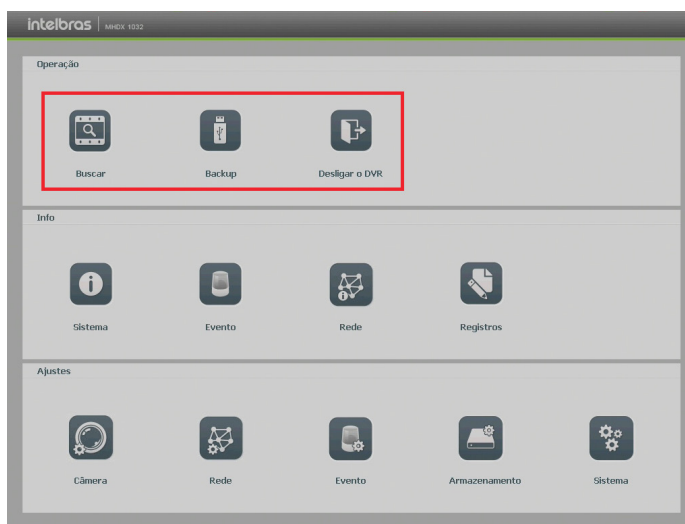 intelbras | MHDX 1032
Operação
Buscar Backup Desligar o DVR
Info
Sistema Evento Rede Registros
Ajustes
Câmera Rede Evento Armazenamento Sistema